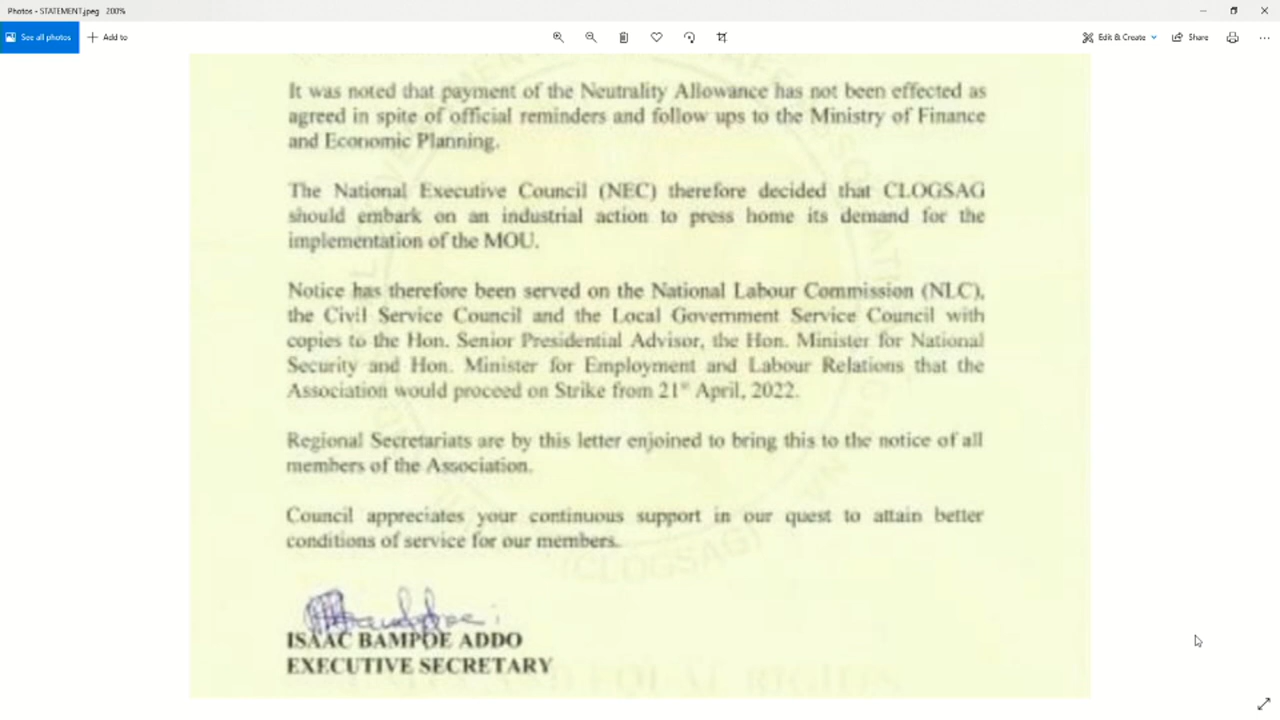 Photos - STATEMENT.jpeg 200%
See all photos
Add to
Edit & Create
Share
It was noted that payment of the Neutrality Allowance has not been effected as
agreed in spite of official reminders and follow ups to the Ministry of Finance
and Economic Planning.
The National Executive Council (NEC) therefore decided that CLOGSAG
should embark on an industrial action to press home its demand for the
implementation of the MOU.
Notice has therefore been served on the National Labour Commission (NLC),
the Civil Service Council and the Local Government Service Council with
copies to the Hon. Senior Presidential Advisor, the Hon. Minister for National
Security and Hon. Minister for Employment and Labour Relations that the
Association would proceed on Strike from 21st April, 2022.
Regional Secretariats are by this letter enjoined to bring this to the notice of all
members of the Association.
Council appreciates your continuous support in our quest to attain better
conditions of service for our members.
(CLOGSAG)
ISAAC BAMPOE ADDO
EXECUTIVE SECRETARY
AND EQUAL RIGHTS